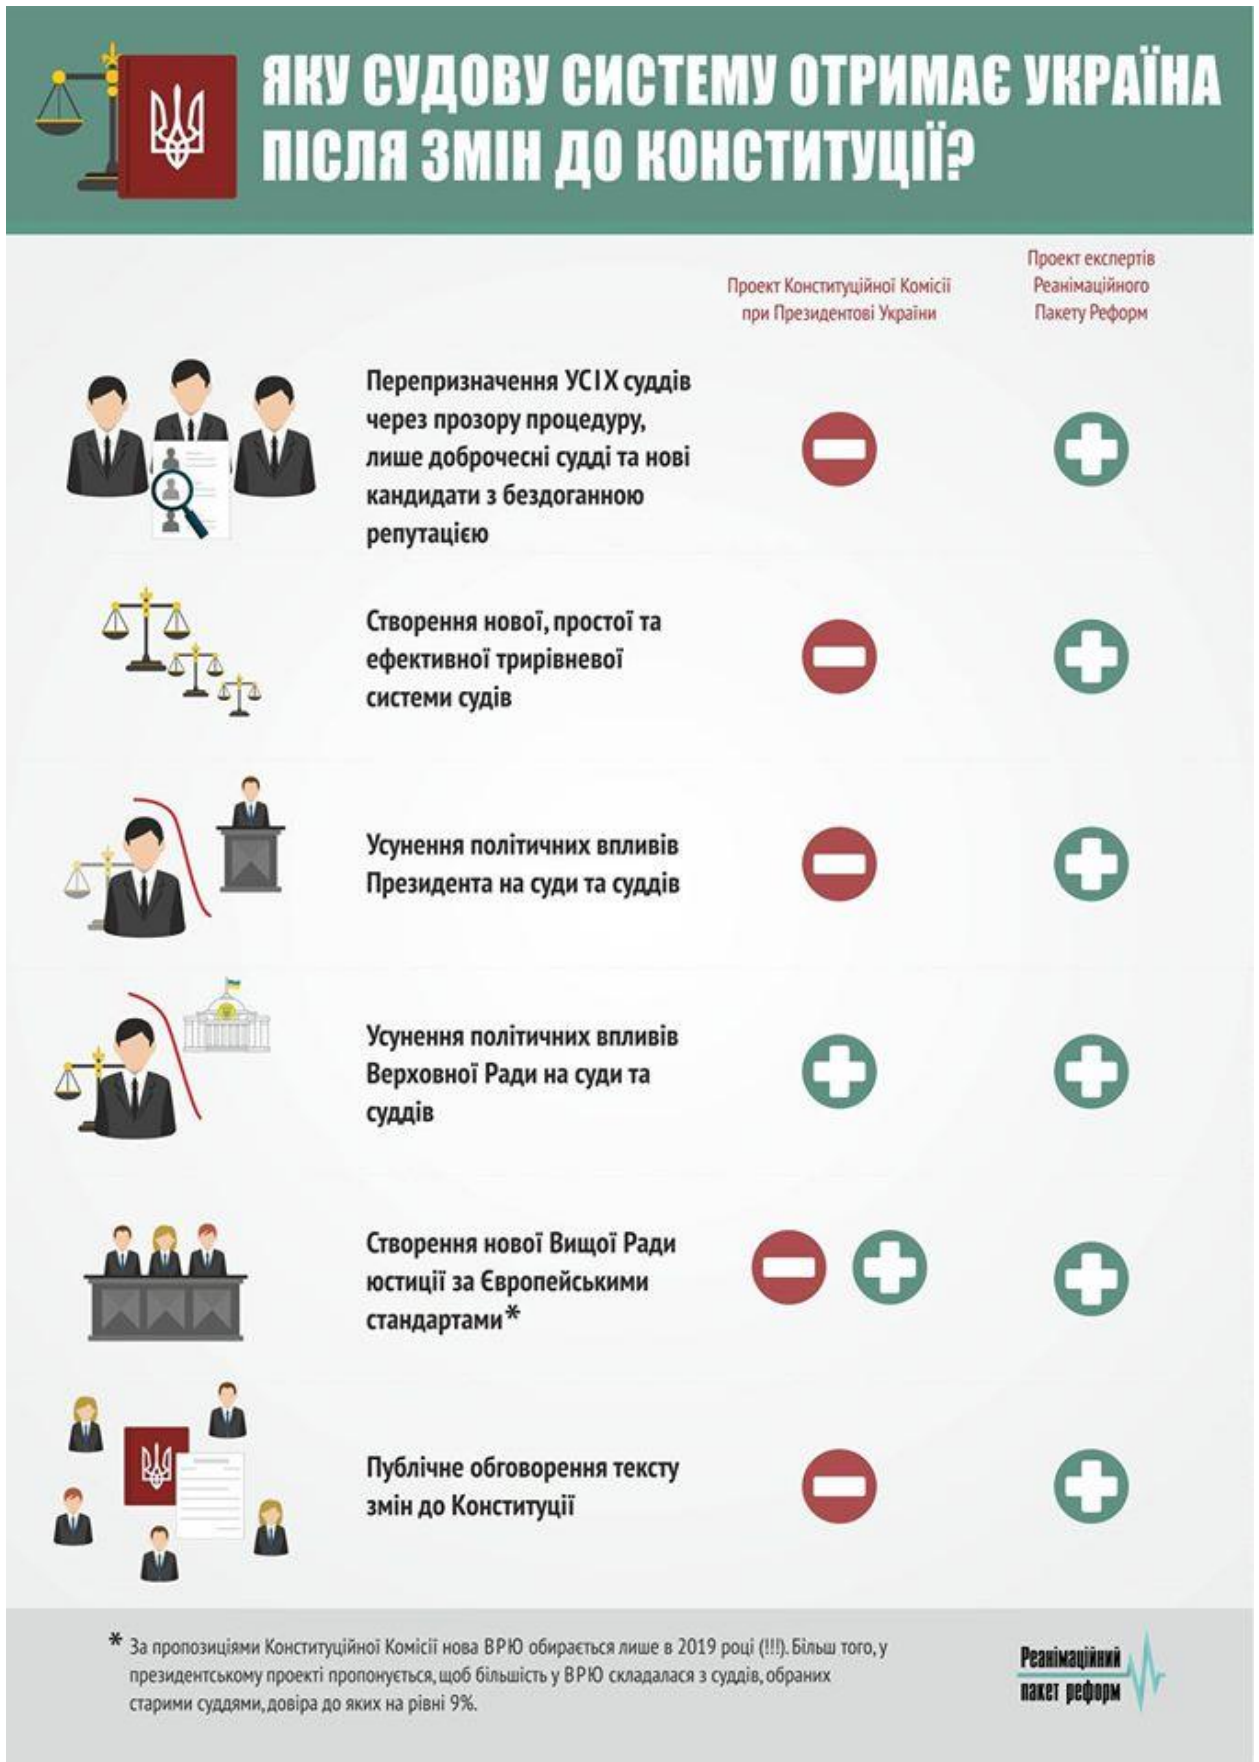 ЯКУ СУДОВУ СИСТЕМУ ОТРИМАЄ УКРАЇНА
ПІСЛЯ ЗМІН ДО КОНСТИТУЦІЇ?
Проект Конституційної Комісії
при Президентові України
Проект експертів
Реанімаційного
Пакету Реформ
Перепризначення УСІХ суддів
через прозору процедуру,
лише доброчесні судді та нові
кандидати з бездоганною
репутацією
Створення нової, простої та
ефективної трирівневої
системи судів
Усунення політичних впливів
Президента на суди та суддів
Усунення політичних впливів
Верховної Ради на суди та
суддів
Створення нової Вищої Ради
юстиції за Європейськими
стандартами*
Публічне обговорення тексту
змін до Конституції
* За пропозиціями Конституційної Комісії нова ВРЮ обирається лише в 2019 році (!!!). Більш того, у
президентському проекті пропонується, щоб більшість у ВРЮ складалася з суддів, обраних
старими суддями, довіра до яких на рівні 9%.
Реанімаційний
пакет реформ